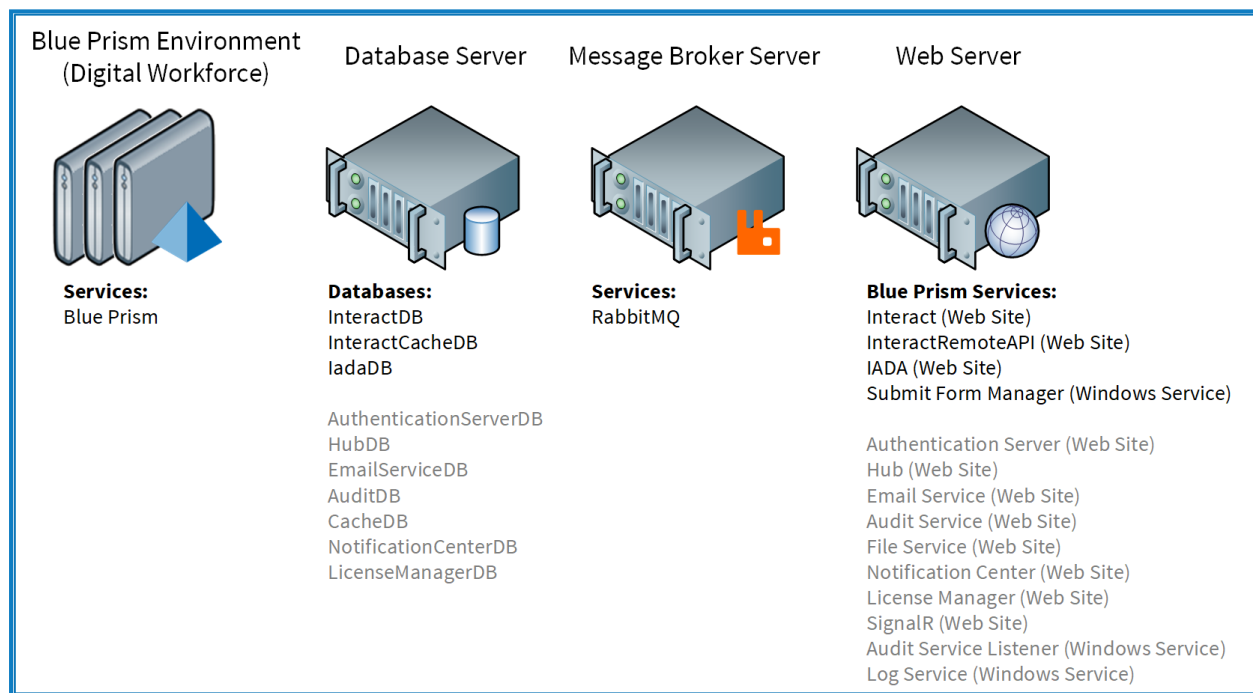 Blue Prism Environment
(Digital Workforce)
Database Server
Message Broker Server
Web Server
Services:
Blue Prism
Databases:
InteractDB
InteractCacheDB
IadaDB
AuthenticationServerDB
HubDB
EmailServiceDB
AuditDB
CacheDB
NotificationCenterDB
LicenseManagerDB
Services:
RabbitMQ
Blue Prism Services:
Interact (Web Site)
InteractRemoteAPI (Web Site)
IADA (Web Site)
Submit Form Manager (Windows Service)
Authentication Server (Web Site)
Hub (Web Site)
Email Service (Web Site)
Audit Service (Web Site)
File Service (Web Site)
Notification Center (Web Site)
License Manager (Web Site)
SignalR (Web Site)
Audit Service Listener (Windows Service)
Log Service (Windows Service)